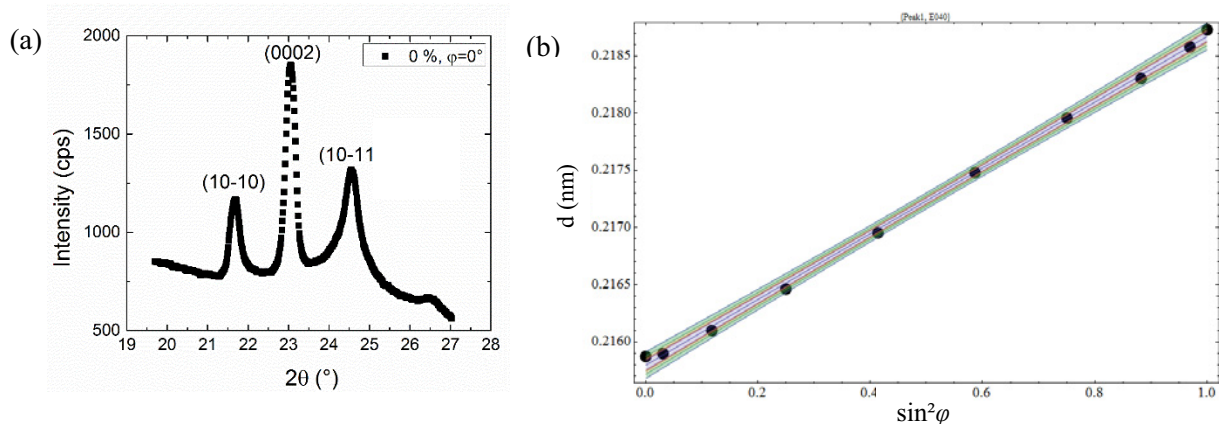 (a)
2000
1500
1000
500
Intensity (cps)
19 20 21 22 23 24 25 26 27 28
2θ (°)
0 %, φ=0°
(0002)
(10-10)
(10-11
(b)
[Peak1, E040]
0.2185
0.2180
0.2175
0.2170
0.2165
0.2160
d (nm)
0.0 0.2 0.4 0.6 0.8 1.0
sin²φ